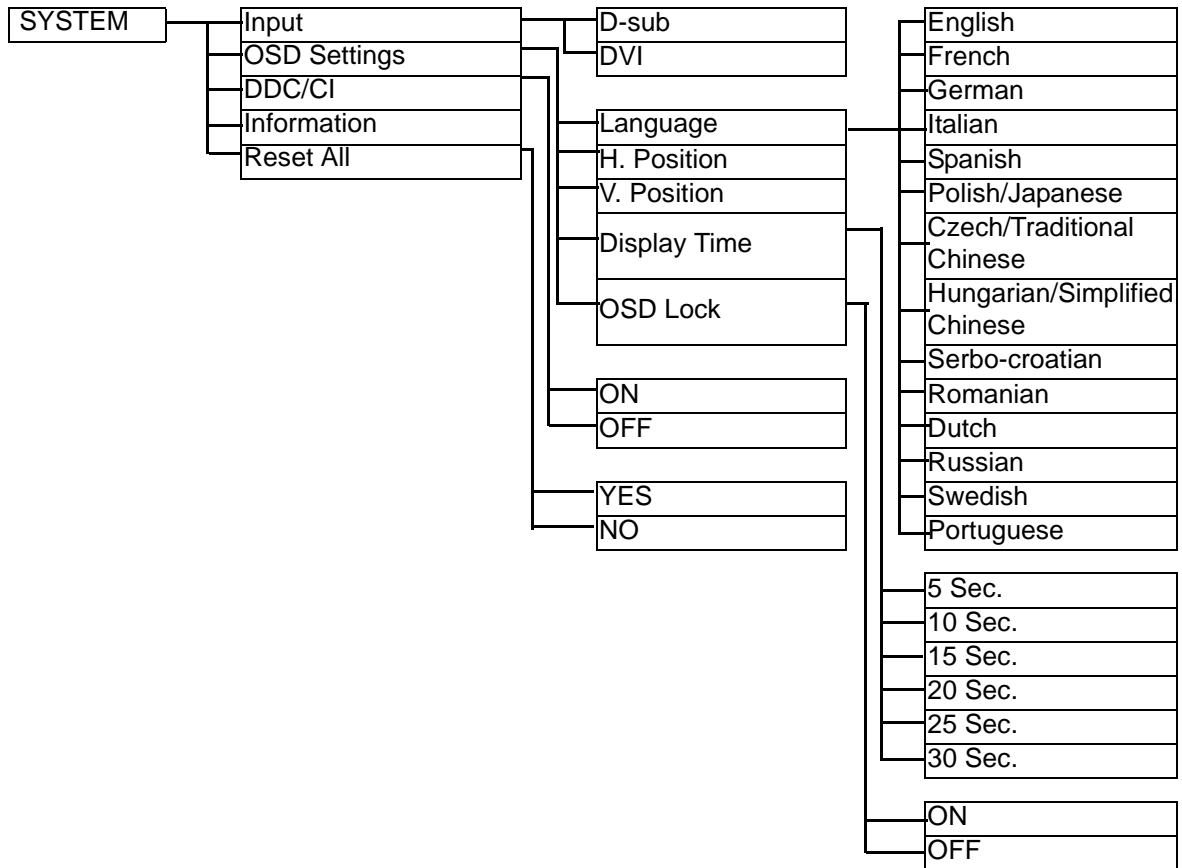 SYSTEM
Input
OSD Settings
DDC/CI
Information
Reset All
D-sub
DVI
Language
H. Position
V. Position
Display Time
OSD Lock
ON
OFF
YES
NO
English
French
German
Italian
Spanish
Polish/Japanese
Czech/Traditional
Chinese
Hungarian/Simplified
Chinese
Serbo-croatian
Romanian
Dutch
Russian
Swedish
Portuguese
5 Sec.
10 Sec.
15 Sec.
20 Sec.
25 Sec.
30 Sec.
ON
OFF